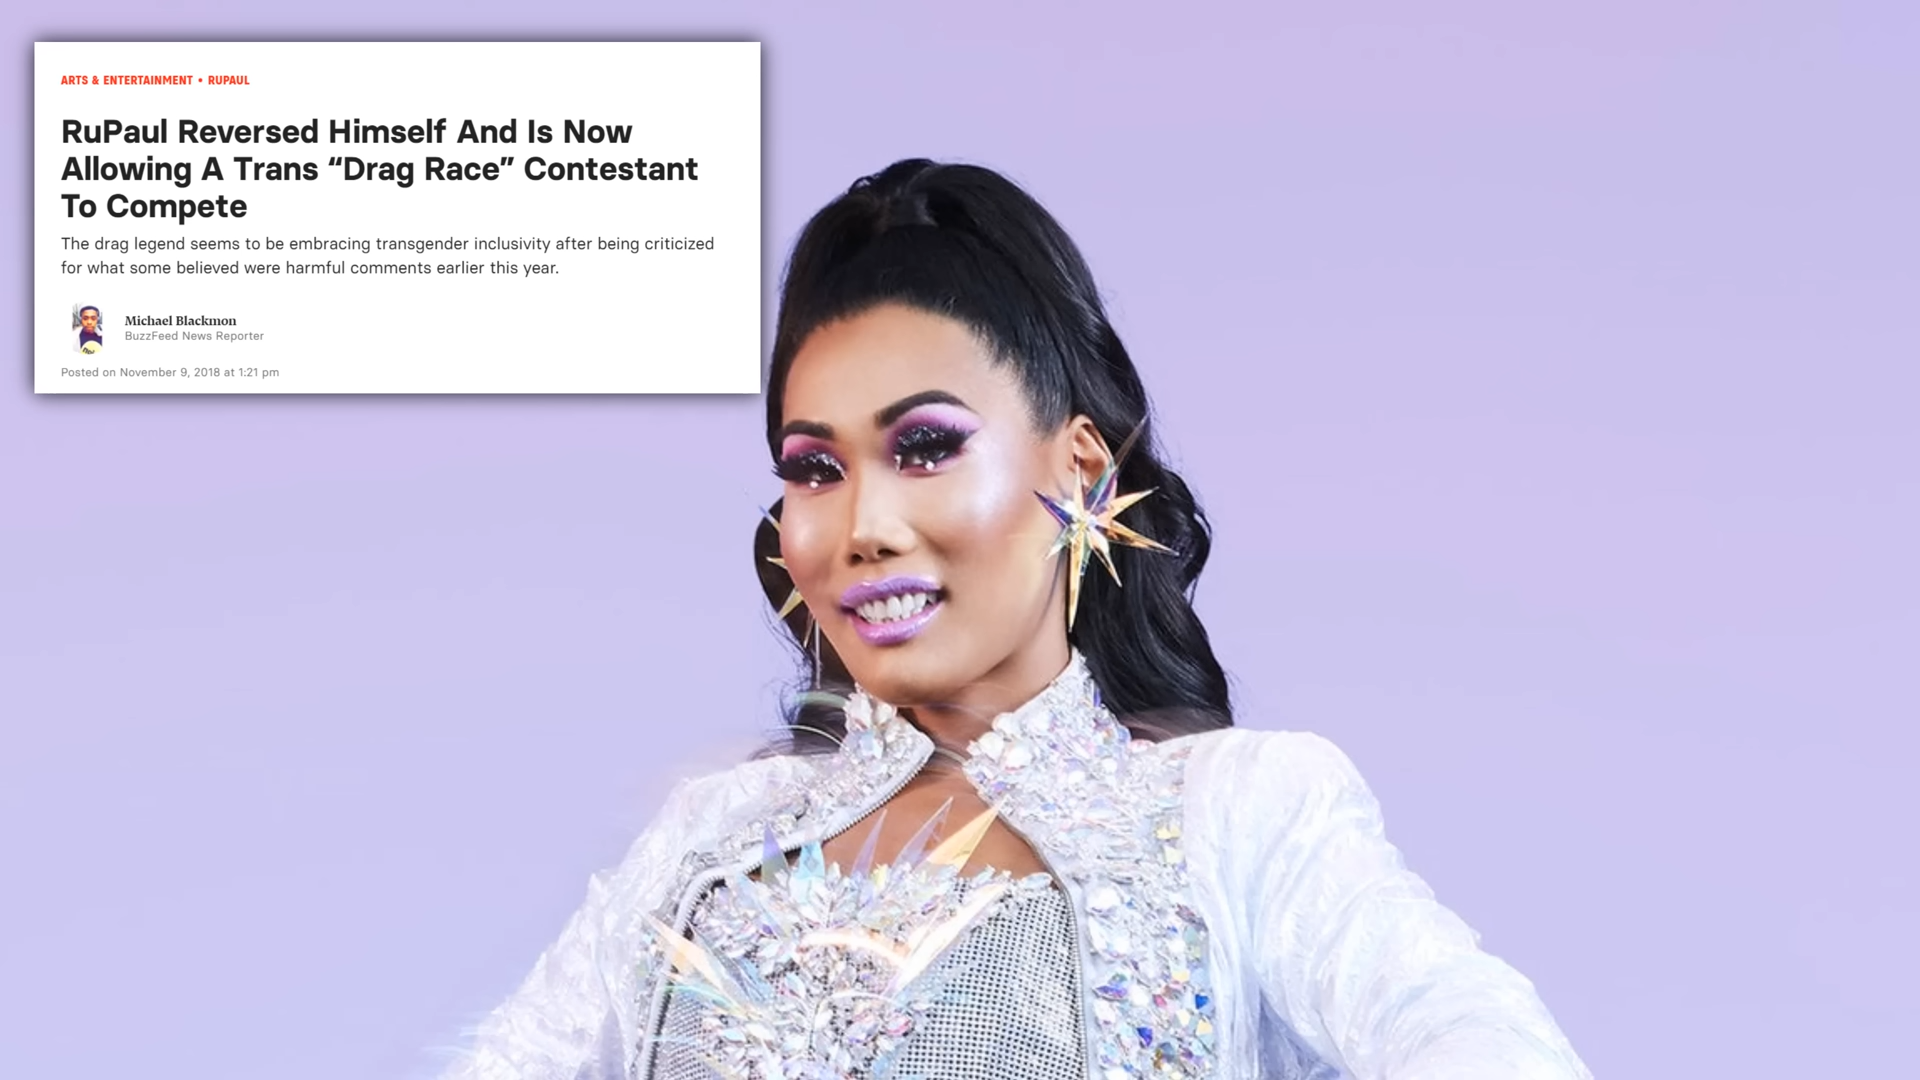 ARTS & ENTERTAINMENT • RUPAUL
RuPaul Reversed Himself And Is Now
Allowing A Trans “Drag Race” Contestant
To Compete
The drag legend seems to be embracing transgender inclusivity after being criticized
for what some believed were harmful comments earlier this year.
Michael Blackmon
BuzzFeed News Reporter
Posted on November 9, 2018 at 1:21 pm